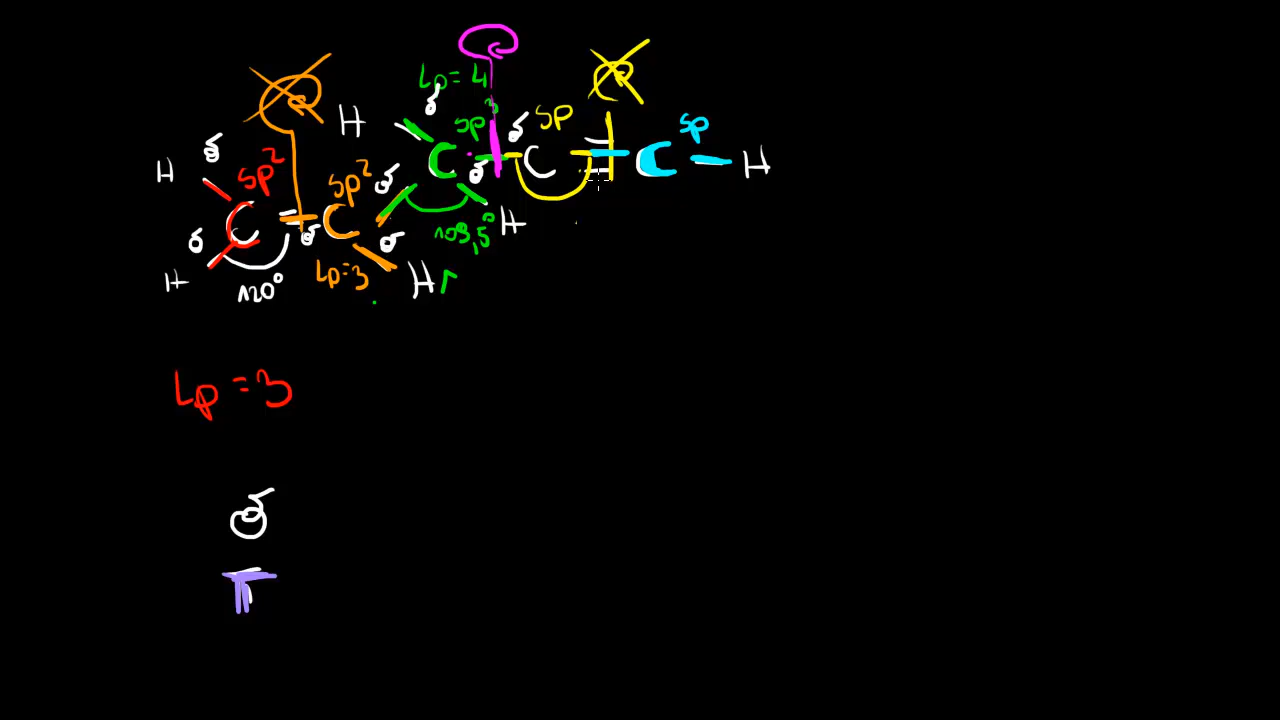 Lp = 4
H sp³ δ sp sp
H δ sp² sp² δ C δ C C H
δ C δ C δ 109,5° H
H 120° Lp=3 H r
Lp = 3
δ
π